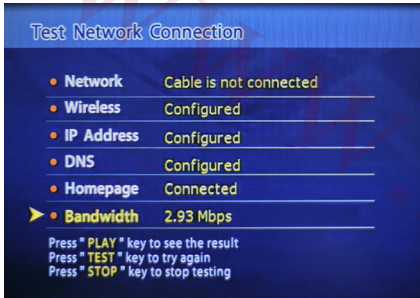 Test Network Connection
Network Cable is not connected
Wireless Configured
IP Address Configured
DNS Configured
Homepage Connected
Bandwidth 2.93 Mbps
Press " PLAY " key to see the result
Press " TEST " key to try again
Press " STOP " key to stop testing